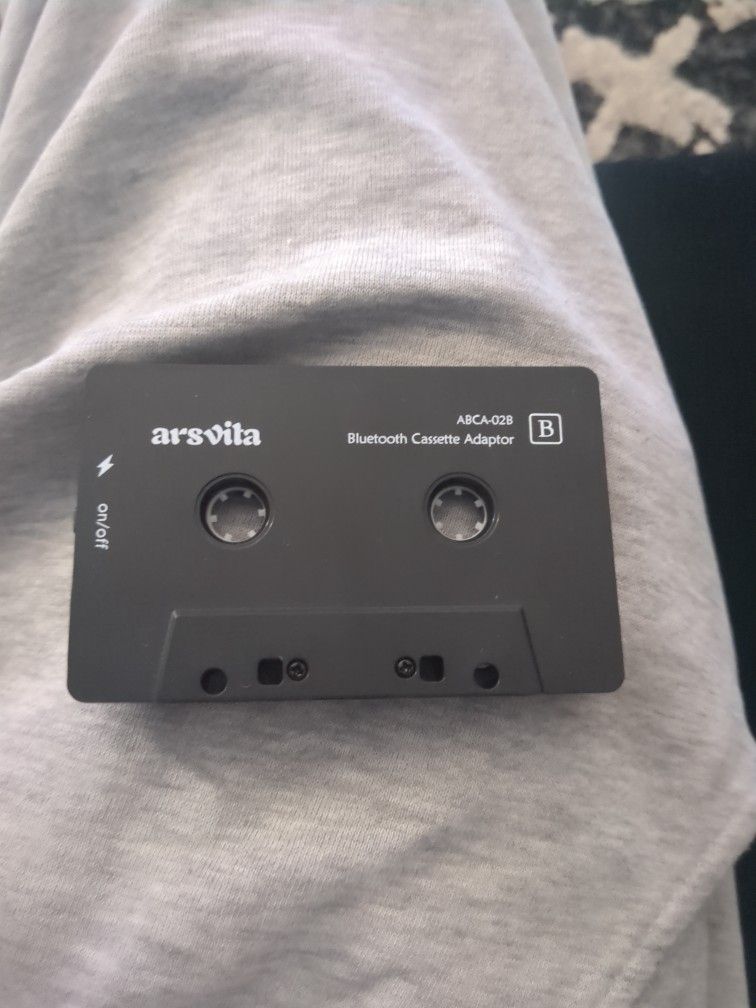 arsvita
ABCA-02B
Bluetooth Cassette Adaptor
B
on/off